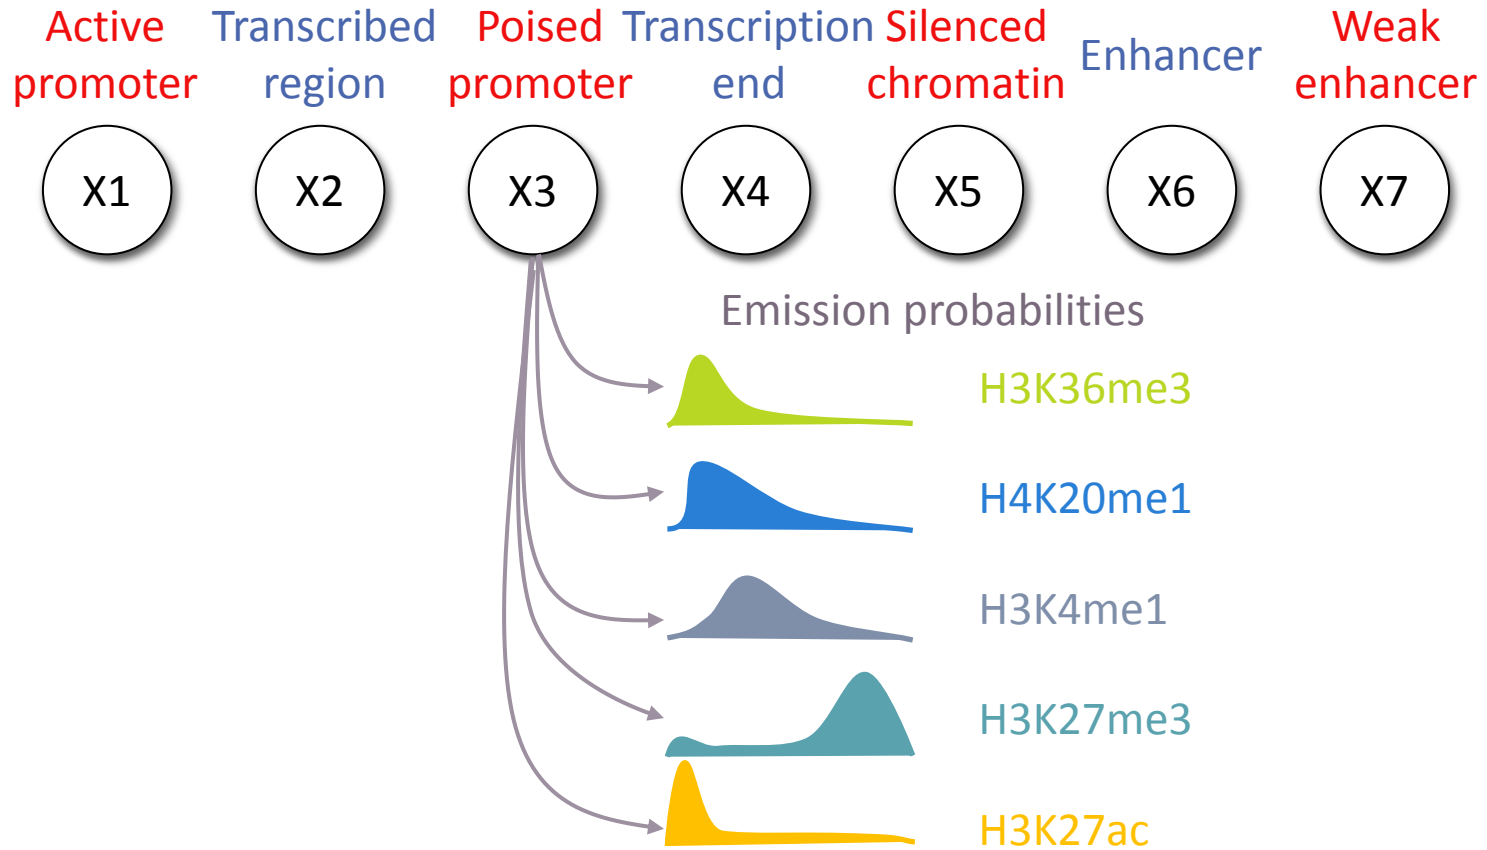 Active
promoter
Transcribed
region
Poised
promoter
Transcription
end
Silenced
chromatin
Enhancer
Weak
enhancer
X1
X2
X3
X4
X5
X6
X7
Emission probabilities
H3K36me3
H4K20me1
H3K4me1
H3K27me3
H3K27ac